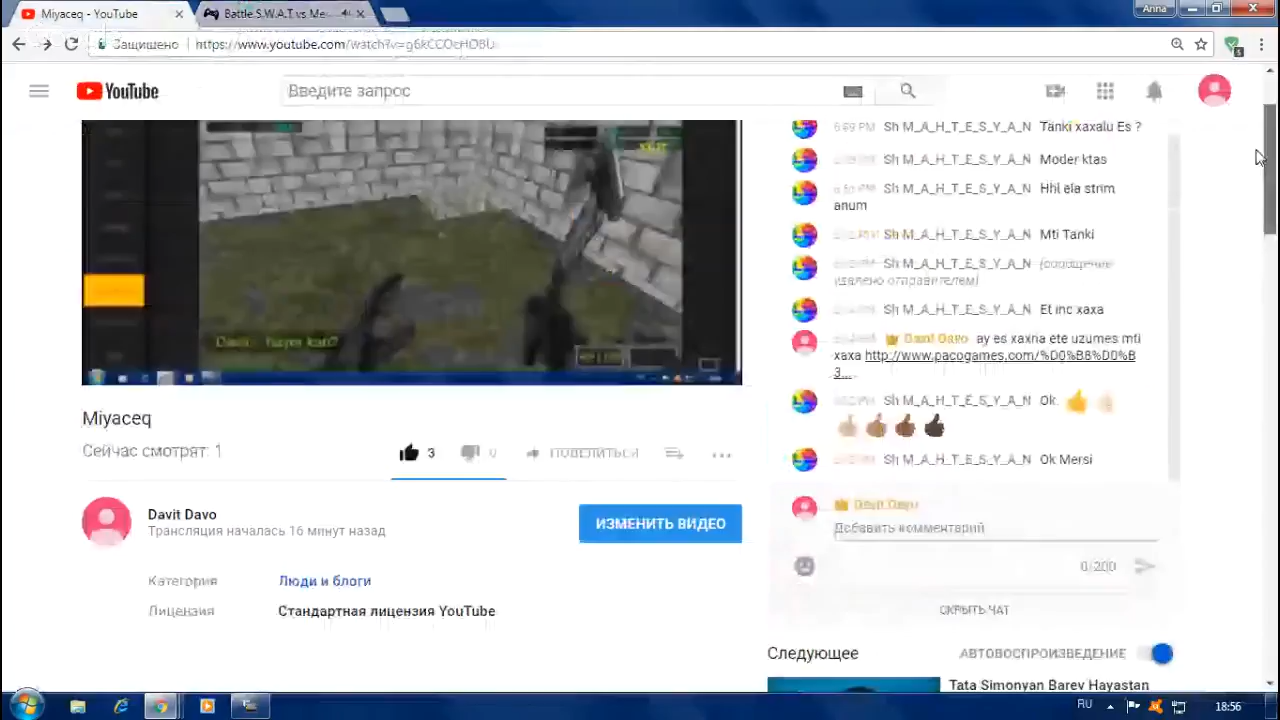 Miyaceq - YouTube
Battle S.W.A.T vs Me
Anna
Защищено
https://www.youtube.com/watch?v=
YouTube
Введите запрос
Sh M_A_H_T_E_S_Y_A_N Tanki xaxalu Es ?
Sh M_A_H_T_E_S_Y_A_N Moder ktas
Sh M_A_H_T_E_S_Y_A_N Hhl ela strim
anum
Sh M_A_H_T_E_S_Y_A_N Mti Tanki
Sh M_A_H_T_E_S_Y_A_N (сообщение
удалено отправителем)
Sh M_A_H_T_E_S_Y_A_N Et inc xaxa
Davit Davo ay es xaxna ete uzumes mti
xaxa http://www.pacogames.com/%D0%B8%D0%B
3...
Sh M_A_H_T_E_S_Y_A_N Ok
Sh M_A_H_T_E_S_Y_A_N Ok Mersi
Davit Davo
Добавить комментарий
0/200
СКРЫТЬ ЧАТ
Miyaceq
Сейчас смотрят: 1
3
0
ПОДЕЛИТЬСЯ
Davit Davo
Трансляция началась 16 минут назад
ИЗМЕНИТЬ ВИДЕО
Категория
Люди и блоги
Лицензия
Стандартная лицензия YouTube
Следующее
АВТОВОСПРОИЗВЕДЕНИЕ
Tata Simonyan Barev Hayastan
RU
18:56